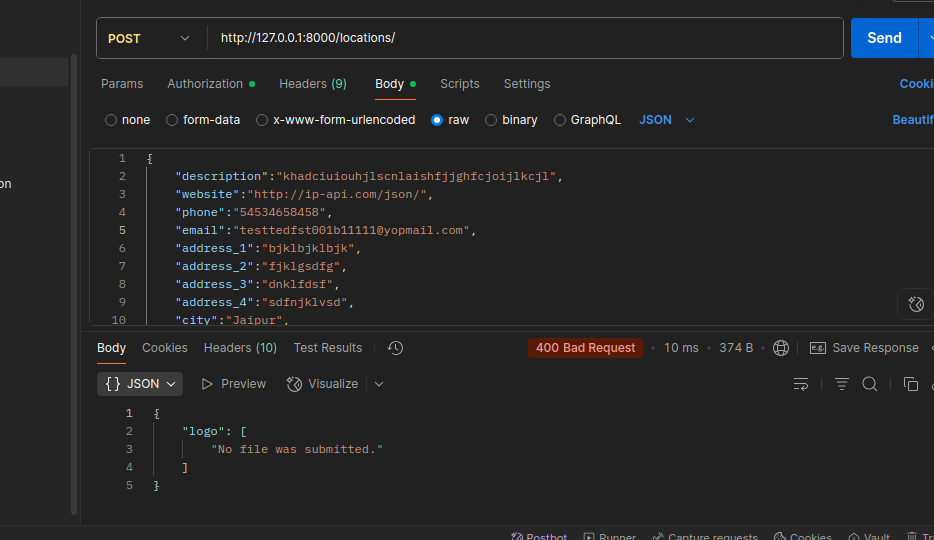 POST http://127.0.0.1:8000/locations/ Send
Params Authorization Headers (9) Body Scripts Settings Cooki
none form-data x-www-form-urlencoded raw binary GraphQL JSON Beautif
1 {
2 "description":"khadciuiouhjlscnlaishfjjghfcjoijlkcjl",
on
3 "website":"http://ip-api.com/json/",
4 "phone":"54534658458",
5 "email":"testtedfst001b11111@yopmail.com",
6 "address_1":"bjklbjklbjk",
7 "address_2":"fjklgsdfg",
8 "address_3":"dnklfdsf",
9 "address_4":"sdfnjklvsd",
10 "city":"Jaipur",
Body Cookies Headers (10) Test Results 400 Bad Request • 10 ms • 374 B • e.g. Save Response
{} JSON Preview Visualize
1 {
2 "logo": [
3 "No file was submitted."
4 ]
5 }
Postbot Runner Capture requests Cookies Vault Tr